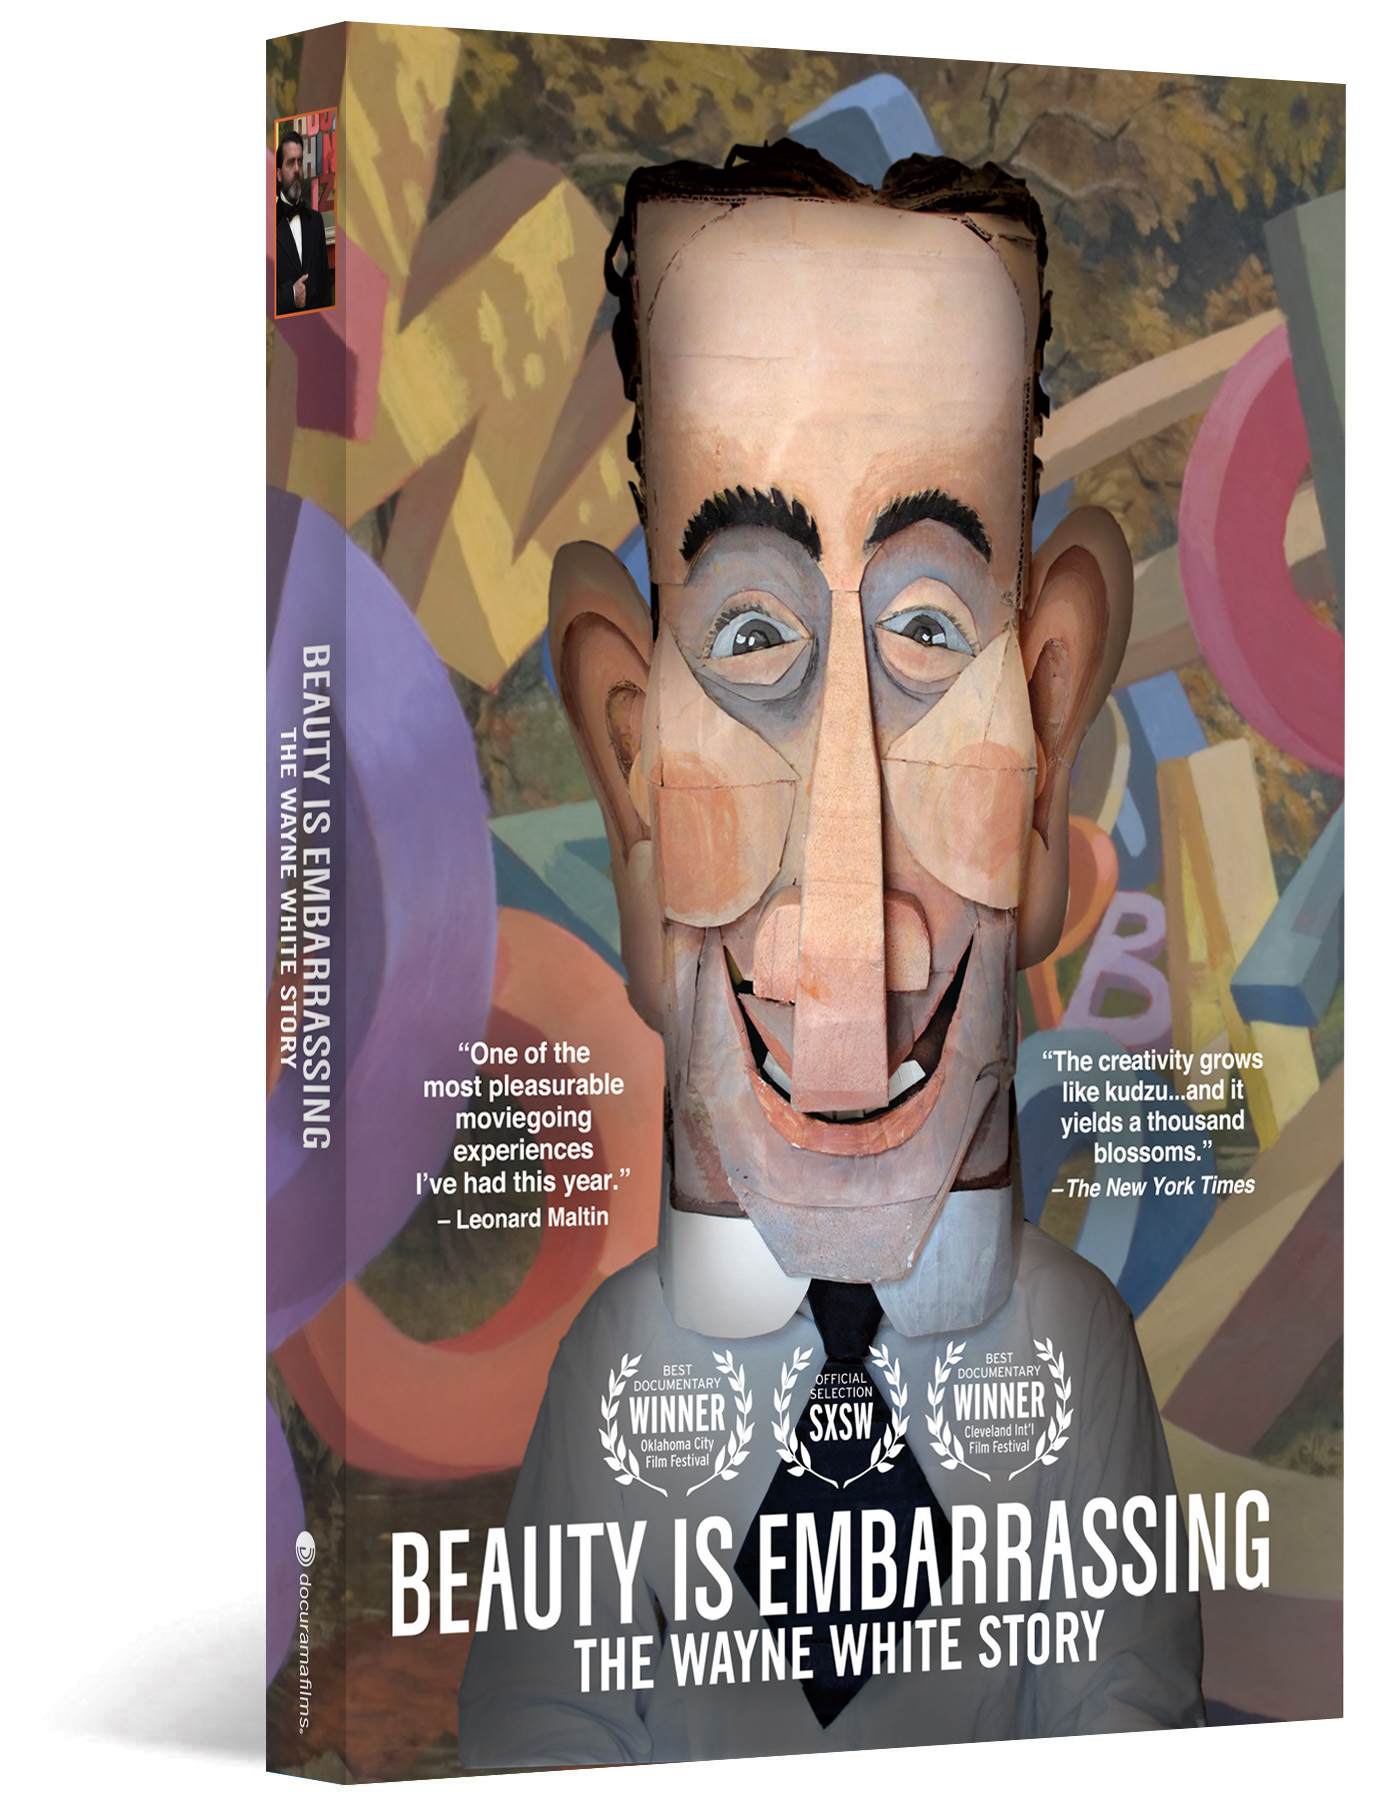 BEAUTY IS EMBARRASSING
THE WAYNE WHITE STORY
docuramafilms®
“One of the
most pleasurable
moviegoing
experiences
I’ve had this year.”
– Leonard Maltin
“The creativity grows
like kudzu...and it
yields a thousand
blossoms.”
–The New York Times
BEST
DOCUMENTARY
WINNER
Oklahoma City
Film Festival
OFFICIAL
SELECTION
SXSW
BEST
DOCUMENTARY
WINNER
Cleveland Int'l
Film Festival
BEAUTY IS EMBARRASSING
THE WAYNE WHITE STORY